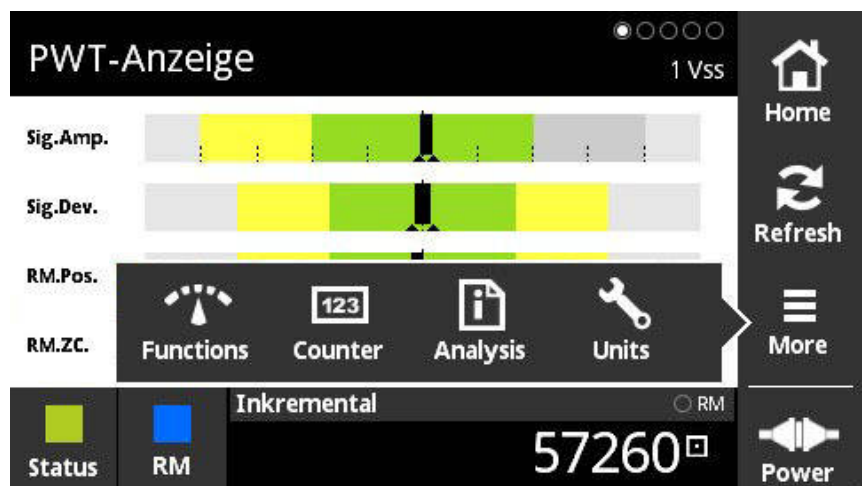 PWT-Anzeige
1 Vss
Home
Sig.Amp.
Sig.Dev.
Refresh
RM.Pos.
123
Functions Counter Analysis Units
RM.ZC.
More
Inkremental
RM
57260
Status
RM
Power